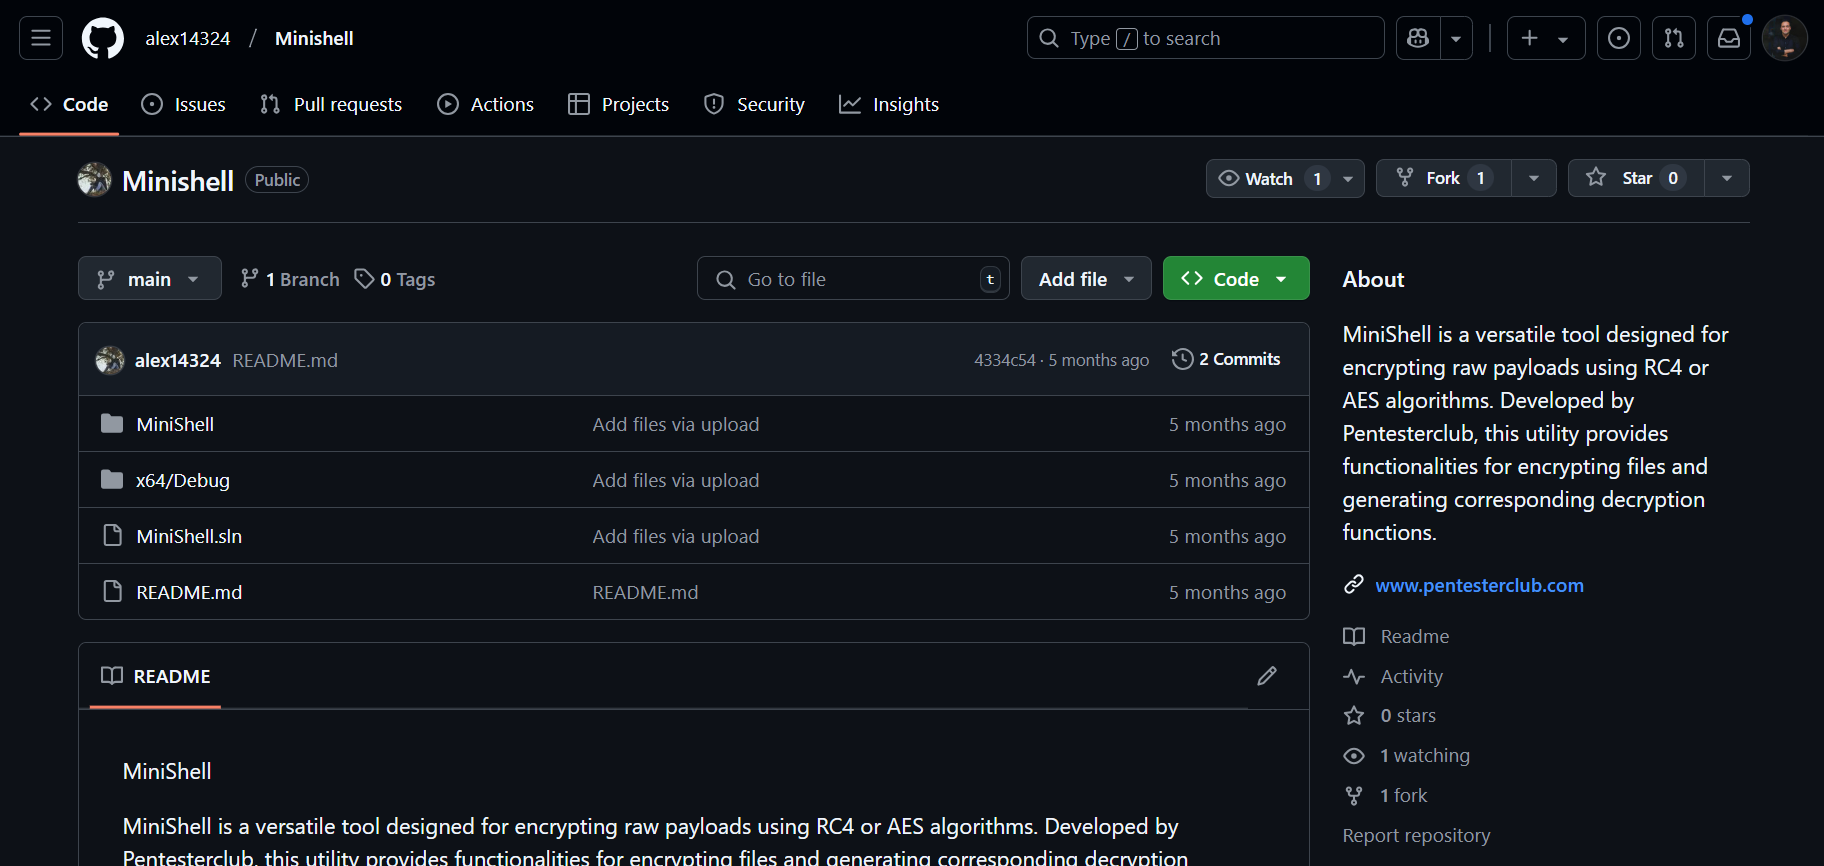 alex14324 / Minishell
Type / to search
Code
Issues
Pull requests
Actions
Projects
Security
Insights
Minishell Public
Watch 1
Fork 1
Star 0
main
1 Branch
0 Tags
Go to file t
Add file
Code
alex14324 README.md 4334c54 · 5 months ago 2 Commits
MiniShell Add files via upload 5 months ago
x64/Debug Add files via upload 5 months ago
MiniShell.sln Add files via upload 5 months ago
README.md README.md 5 months ago
README
MiniShell
MiniShell is a versatile tool designed for encrypting raw payloads using RC4 or AES algorithms. Developed by
Pentesterclub, this utility provides functionalities for encrypting files and generating corresponding decryption
About
MiniShell is a versatile tool designed for
encrypting raw payloads using RC4 or
AES algorithms. Developed by
Pentesterclub, this utility provides
functionalities for encrypting files and
generating corresponding decryption
functions.
www.pentesterclub.com
Readme
Activity
0 stars
1 watching
1 fork
Report repository